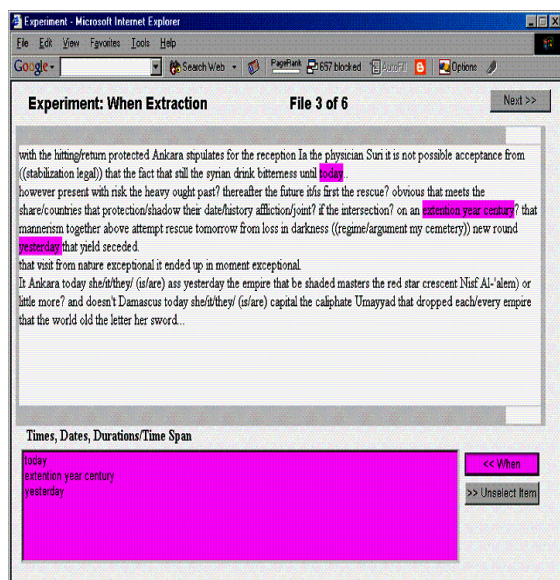 Experiment - Microsoft Internet Explorer
File Edit View Favorites Tools Help
Google Search Web PageRank 657 blocked AutoFill Options
Experiment: When Extraction File 3 of 6 Next >>
with the hitting/return protected Ankara stipulates for the reception Ia the physician Suri it is not possible acceptance from
((stabilization legal)) that the fact that still the syrian drink bitterness until today..
however present with risk the heavy ought past? thereafter the future it/is first the rescue? obvious that meets the
share/countries that protection/shadow their date/history affliction/joint? if the intersection? on an extention year century? that
mannerism together above attempt rescue tomorrow from loss in darkness ((regime/argument my cemetery)) new round
yesterday that yield seceded.
that visit from nature exceptional it ended up in moment exceptional.
It Ankara today she/it/they/ (is/are) ass yesterday the empire that be shaded masters the red star crescent Nisf Al-'alem) or
little more? and doesn't Damascus today she/it/they/ (is/are) capital the caliphate Umayyad that dropped each/every empire
that the world old the letter her sword...
Times, Dates, Durations/Time Span
today
extention year century
yesterday
<< When
>> Unselect Item